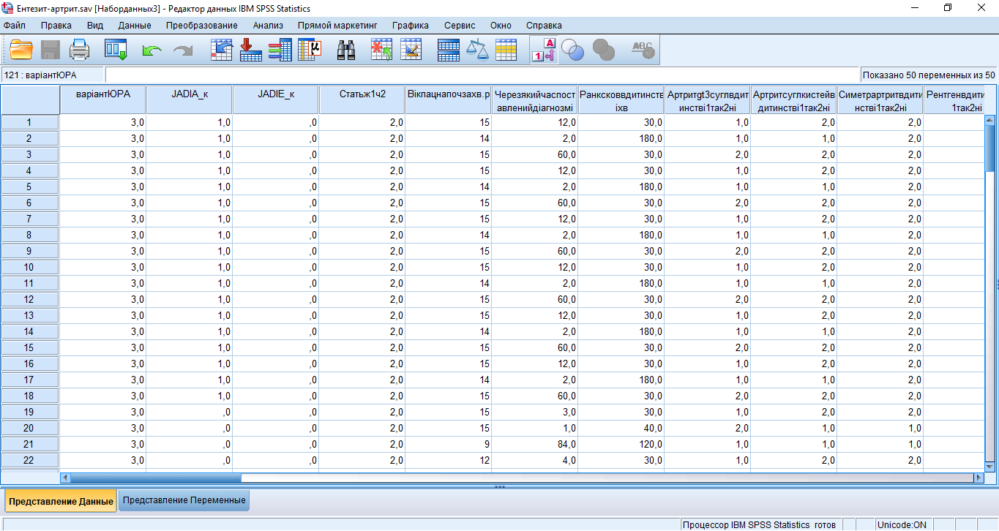 Ентезит-артрит.sav [Наборданных3] - Редактор данных IBM SPSS Statistics
Файл Правка Вид Данные Преобразование Анализ Прямой маркетинг Графика Сервис Окно Справка
121 : варіантЮРА
Показано 50 переменных из 50
варіантЮРА JADIA_к JADIE_к Статьж1ч2 Вікпацнапочзахв.р Черезякийчаспост авленийдіагнозмі Ранксковвдитинств іхв Артритgt3суглвдит инстві1так2ні Артритсуглкистейв дитинстві1так2ні Симетрартритвдити нстві1так2ні Рентгенвдити 1так2ні
1 3,0 1,0 ,0 2,0 15 12,0 30,0 1,0 2,0 2,0
2 3,0 1,0 ,0 2,0 14 2,0 180,0 1,0 1,0 2,0
3 3,0 1,0 ,0 2,0 15 60,0 30,0 2,0 2,0 2,0
4 3,0 1,0 ,0 2,0 15 12,0 30,0 1,0 2,0 2,0
5 3,0 1,0 ,0 2,0 14 2,0 180,0 1,0 1,0 2,0
6 3,0 1,0 ,0 2,0 15 60,0 30,0 2,0 2,0 2,0
7 3,0 1,0 ,0 2,0 15 12,0 30,0 1,0 2,0 2,0
8 3,0 1,0 ,0 2,0 14 2,0 180,0 1,0 1,0 2,0
9 3,0 1,0 ,0 2,0 15 60,0 30,0 2,0 2,0 2,0
10 3,0 1,0 ,0 2,0 15 12,0 30,0 1,0 2,0 2,0
11 3,0 1,0 ,0 2,0 14 2,0 180,0 1,0 1,0 2,0
12 3,0 1,0 ,0 2,0 15 60,0 30,0 2,0 2,0 2,0
13 3,0 1,0 ,0 2,0 15 12,0 30,0 1,0 2,0 2,0
14 3,0 1,0 ,0 2,0 14 2,0 180,0 1,0 1,0 2,0
15 3,0 1,0 ,0 2,0 15 60,0 30,0 2,0 2,0 2,0
16 3,0 1,0 ,0 2,0 15 12,0 30,0 1,0 2,0 2,0
17 3,0 1,0 ,0 2,0 14 2,0 180,0 1,0 1,0 2,0
18 3,0 1,0 ,0 2,0 15 60,0 30,0 2,0 2,0 2,0
19 3,0 ,0 ,0 2,0 15 3,0 30,0 1,0 2,0 2,0
20 3,0 ,0 ,0 2,0 15 1,0 40,0 2,0 1,0 1,0
21 3,0 ,0 ,0 2,0 9 84,0 120,0 1,0 1,0 1,0
22 3,0 ,0 ,0 2,0 12 4,0 30,0 1,0 2,0 2,0
Представление Данные Представление Переменные
Процессор IBM SPSS Statistics готов Unicode:ON